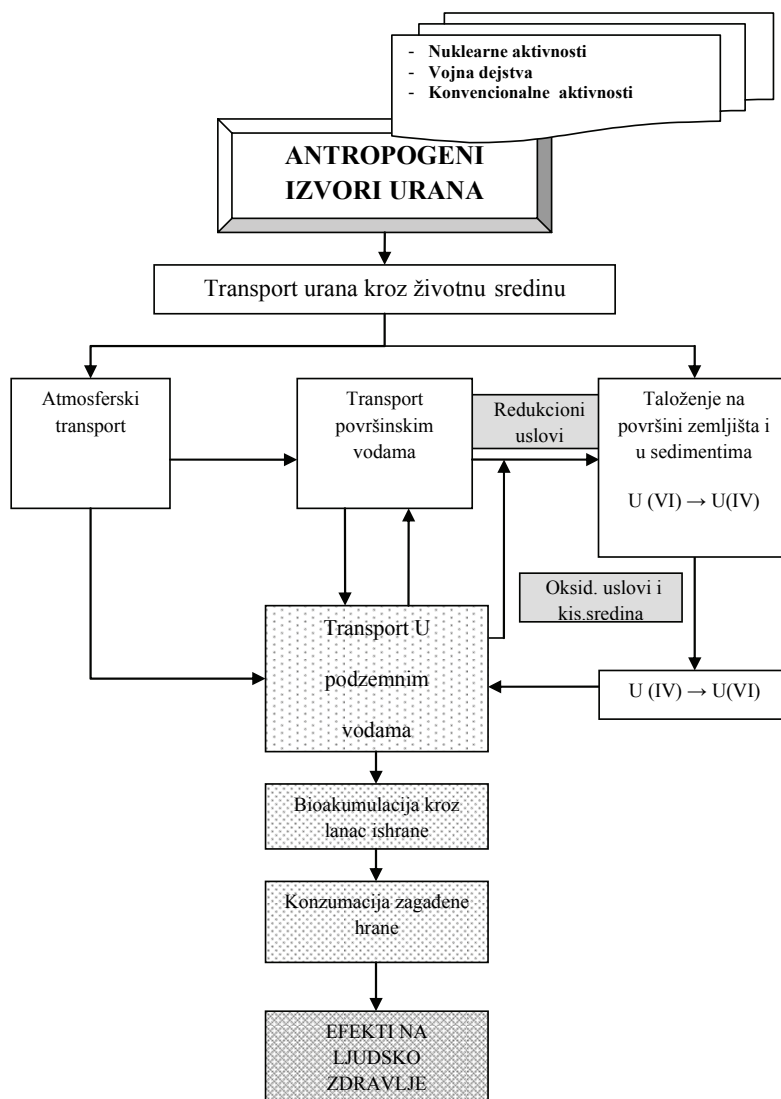 - Nuklearne aktivnosti
- Vojna dejstva
- Konvencionalne aktivnosti
ANTROPOGENI
IZVORI URANA
Transport urana kroz životnu sredinu
Atmosferski
transport
Transport
površinskim
vodama
Redukcioni
uslovi
Taloženje na
površini zemljišta i
u sedimentima
U (VI) → U(IV)
Oksid. uslovi i
kis.sredina
Transport U
podzemnim
vodama
U (IV) → U(VI)
Bioakumulacija kroz
lanac ishrane
Konzumacija zagađene
hrane
EFEKTI NA
LJUDSKO
ZDRAVLJE